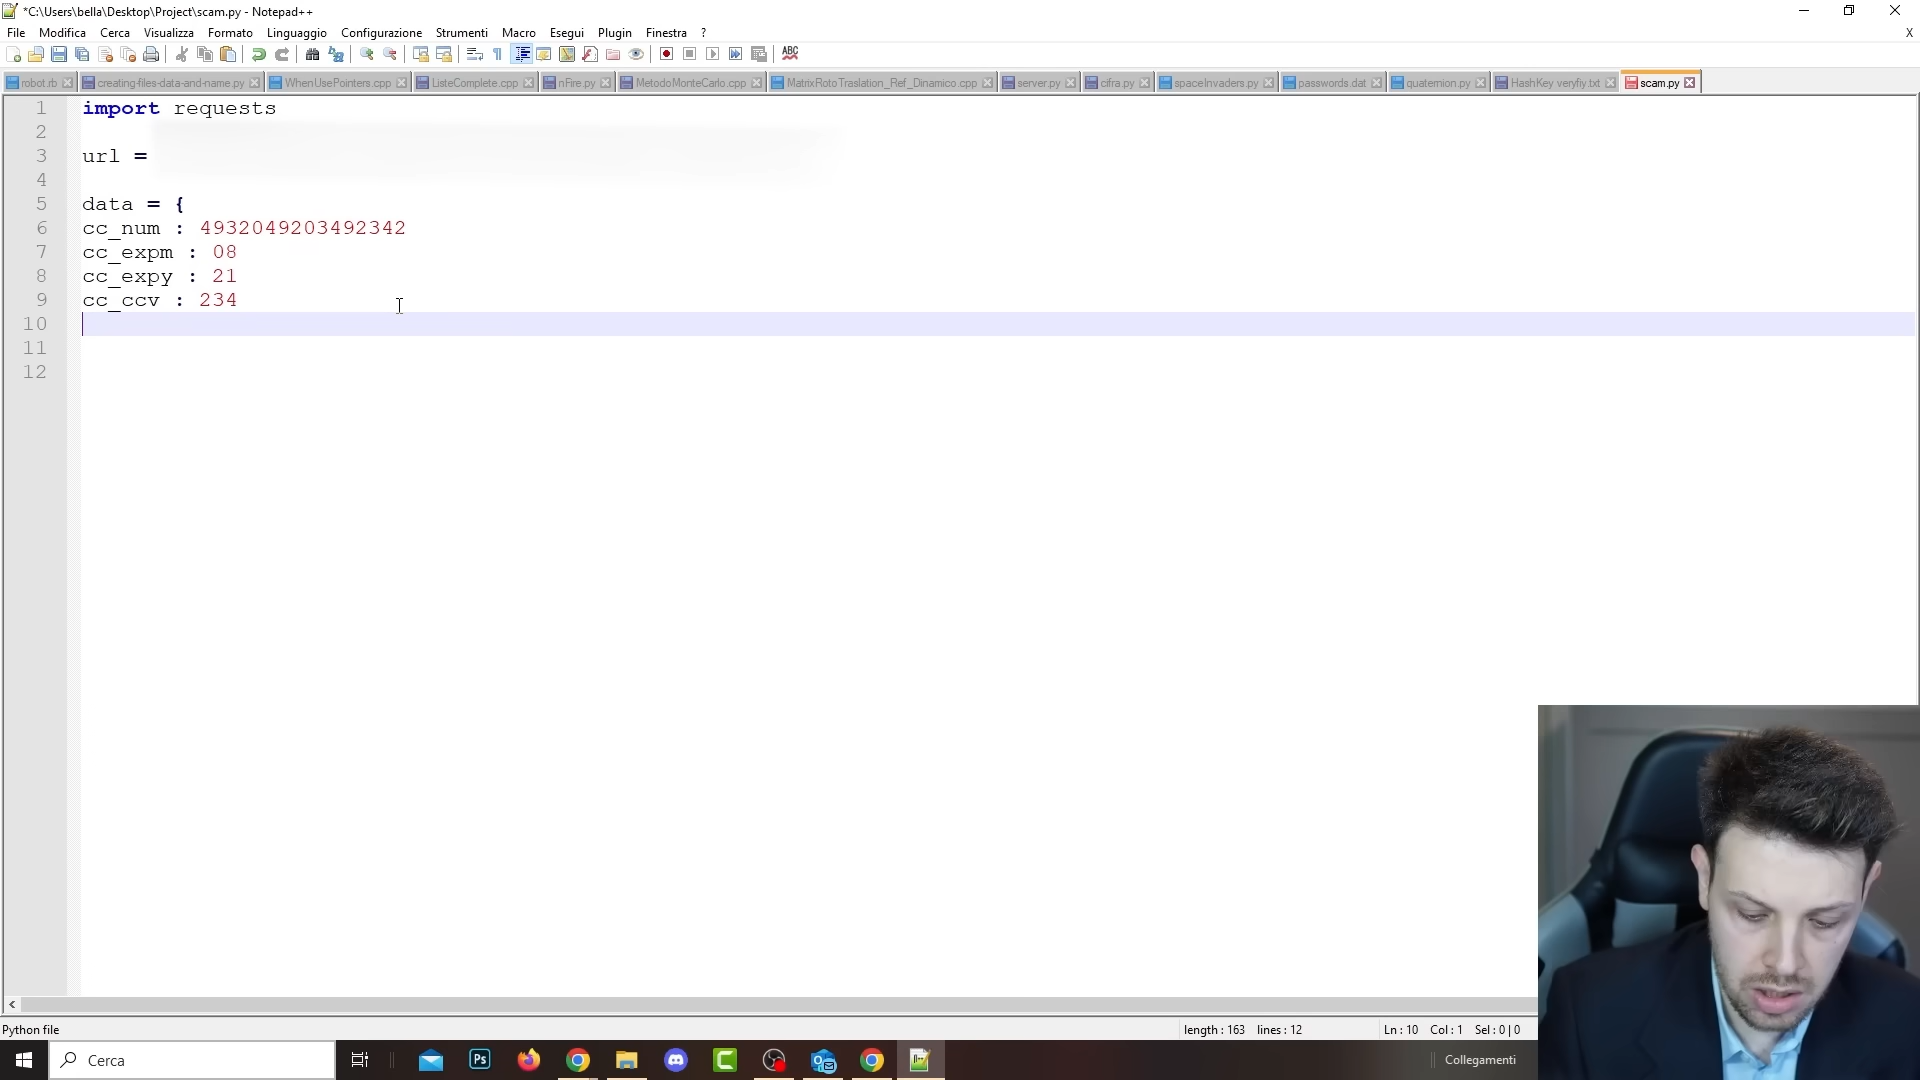 *C:\Users\bella\Desktop\Project\scam.py - Notepad++
File Modifica Cerca Visualizza Formato Linguaggio Configurazione Strumenti Macro Esegui Plugin Finestra ? X
ABC
robot.rb creating-files-data-and-name.py WhenUsePointers.cpp ListeComplete.cpp nFire.py MetodoMonteCarlo.cpp MatrixRotoTraslation_Ref_Dinamico.cpp server.py cifra.py spaceInvaders.py passwords.dat quaternion.py HashKey veryfiy.txt scam.py
1 import requests
2
3 url =
4
5 data = {
6 cc_num : 4932049203492342
7 cc_expm : 08
8 cc_expy : 21
9 cc_ccv : 234
10
11
12
Python file length : 163 lines : 12 Ln : 10 Col : 1 Sel : 0 | 0
Cerca Ps Collegamenti